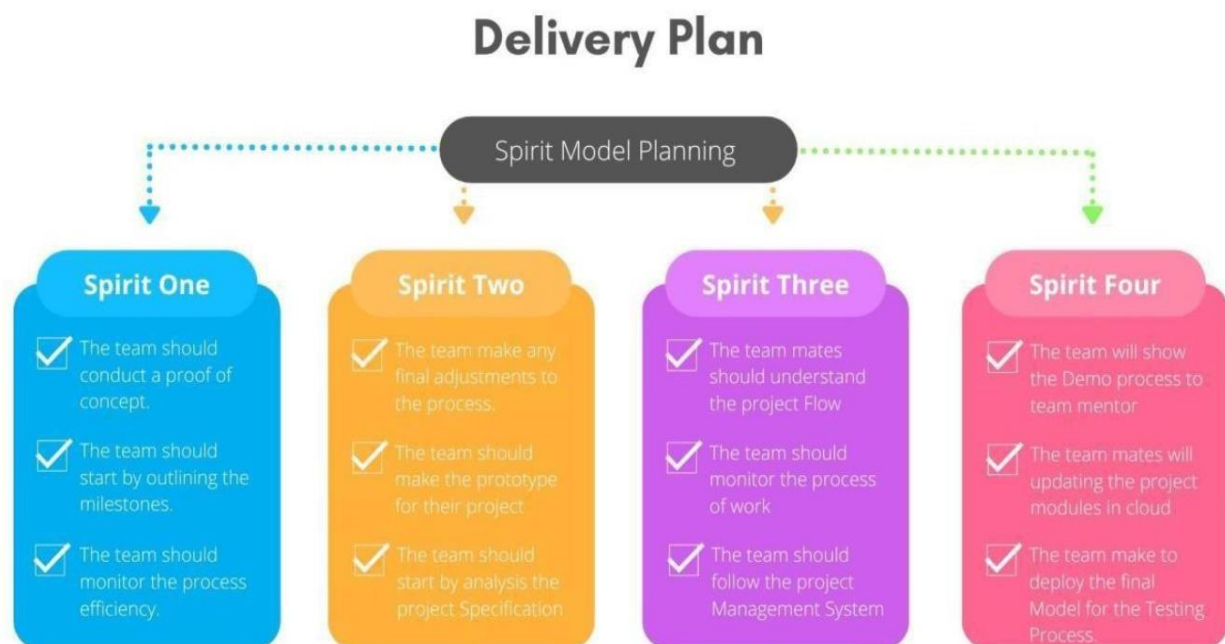 Delivery Plan
Spirit Model Planning
Spirit One
The team should
conduct a proof of
concept.
The team should
start by outlining the
milestones.
The team should
monitor the process
efficiency.
Spirit Two
The team make any
final adjustments to
the process.
The team should
make the prototype
for their project
The team should
start by analysis the
project Specification
Spirit Three
The team mates
should understand
the project Flow
The team should
monitor the process
of work
The team should
follow the project
Management System
Spirit Four
The team will show
the Demo process to
team mentor
The team mates will
updating the project
modules in cloud
The team make to
deploy the final
Model for the Testing
Process.